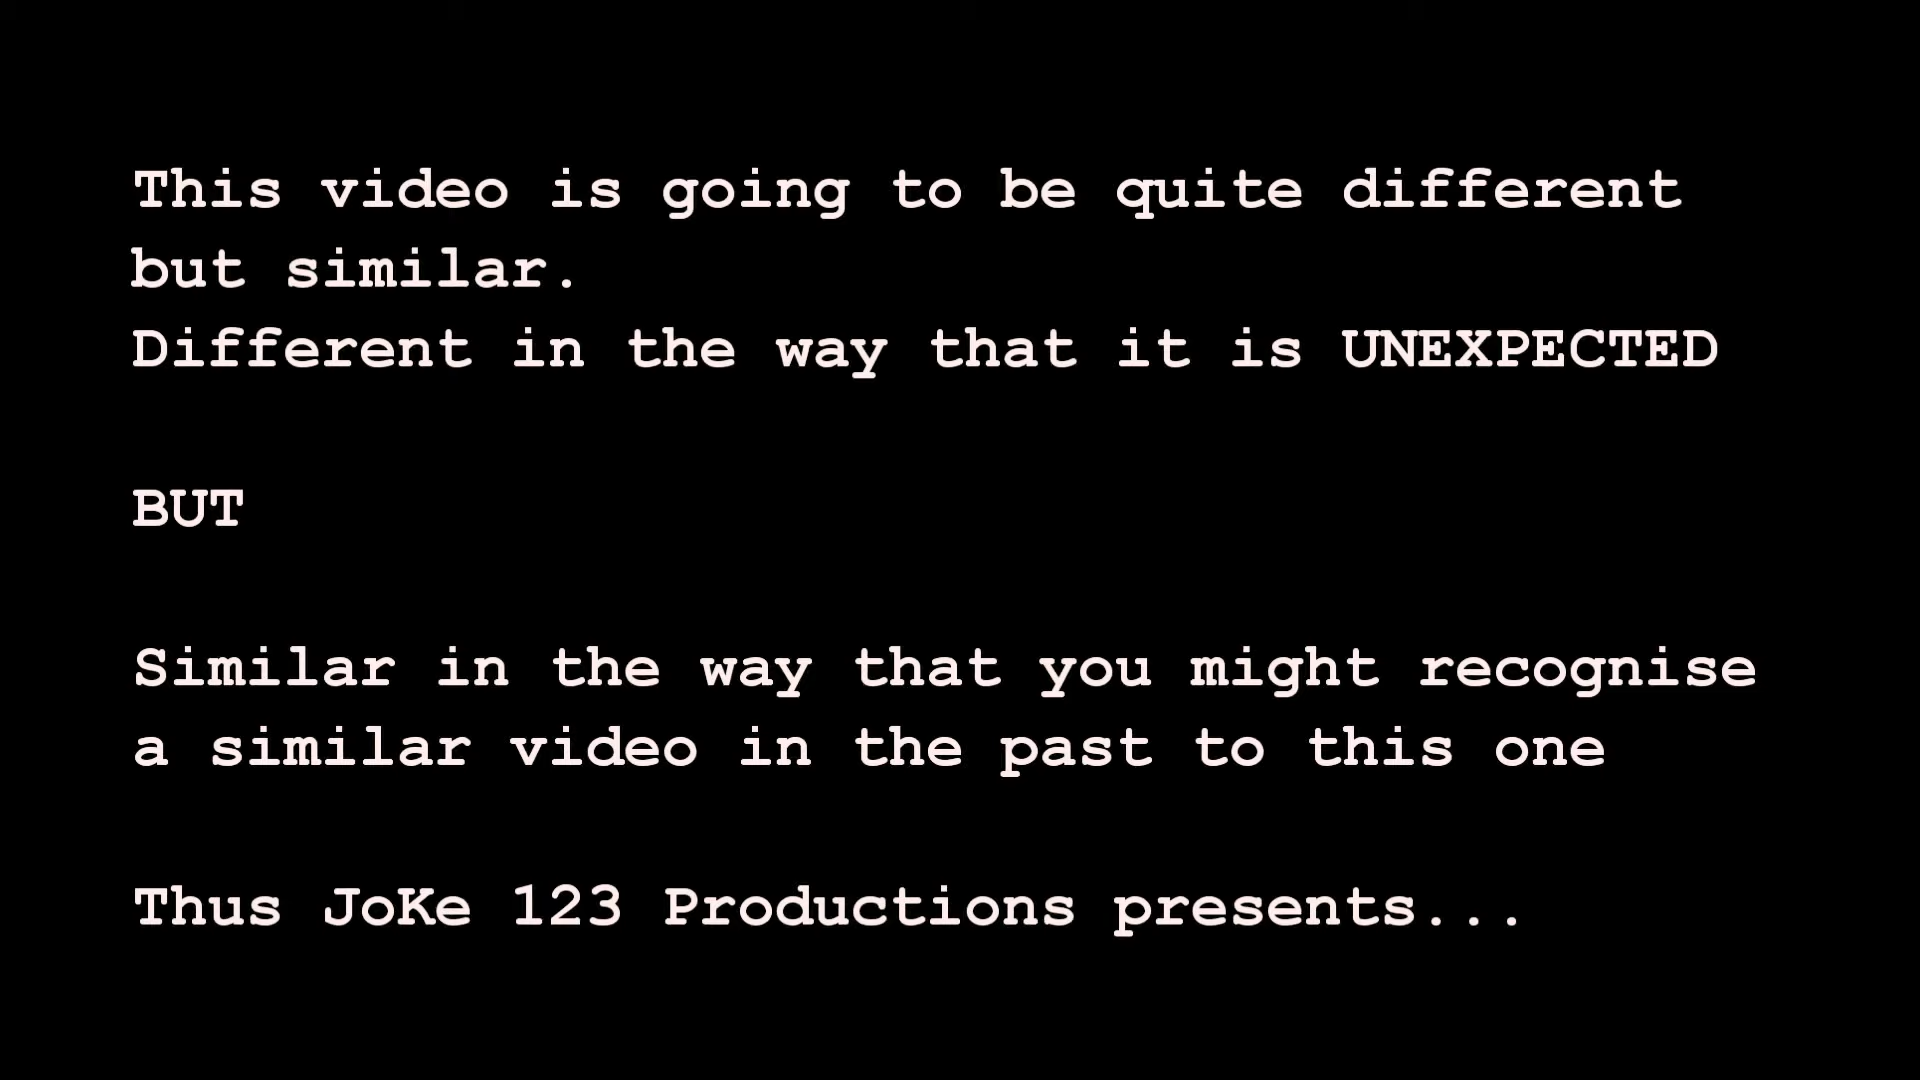 This video is going to be quite different
but similar.
Different in the way that it is UNEXPECTED
BUT
Similar in the way that you might recognise
a similar video in the past to this one
Thus JoKe 123 Productions presents...